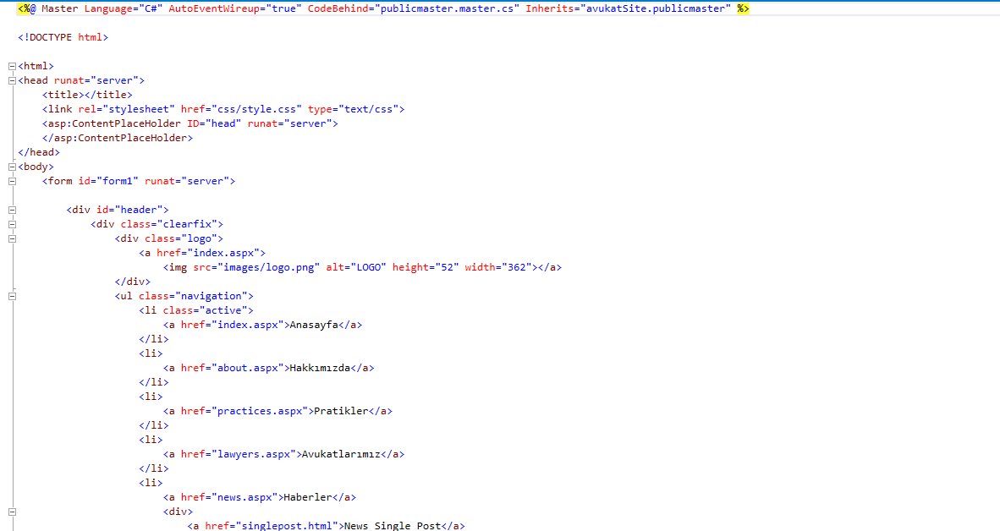 <%@ Master Language="C#" AutoEventWireup="true" CodeBehind="publicmaster.master.cs" Inherits="avukatSite.publicmaster" %>
<!DOCTYPE html>
<html>
<head runat="server">
<title></title>
<link rel="stylesheet" href="css/style.css" type="text/css">
<asp:ContentPlaceHolder ID="head" runat="server">
</asp:ContentPlaceHolder>
</head>
<body>
<form id="form1" runat="server">
<div id="header">
<div class="clearfix">
<div class="logo">
<a href="index.aspx">
<img src="images/logo.png" alt="LOGO" height="52" width="362"></a>
</div>
<ul class="navigation">
<li class="active">
<a href="index.aspx">Anasayfa</a>
</li>
<li>
<a href="about.aspx">Hakkımızda</a>
</li>
<li>
<a href="practices.aspx">Pratikler</a>
</li>
<li>
<a href="lawyers.aspx">Avukatlarımız</a>
</li>
<li>
<a href="news.aspx">Haberler</a>
<div>
<a href="singlepost.html">News Single Post</a>